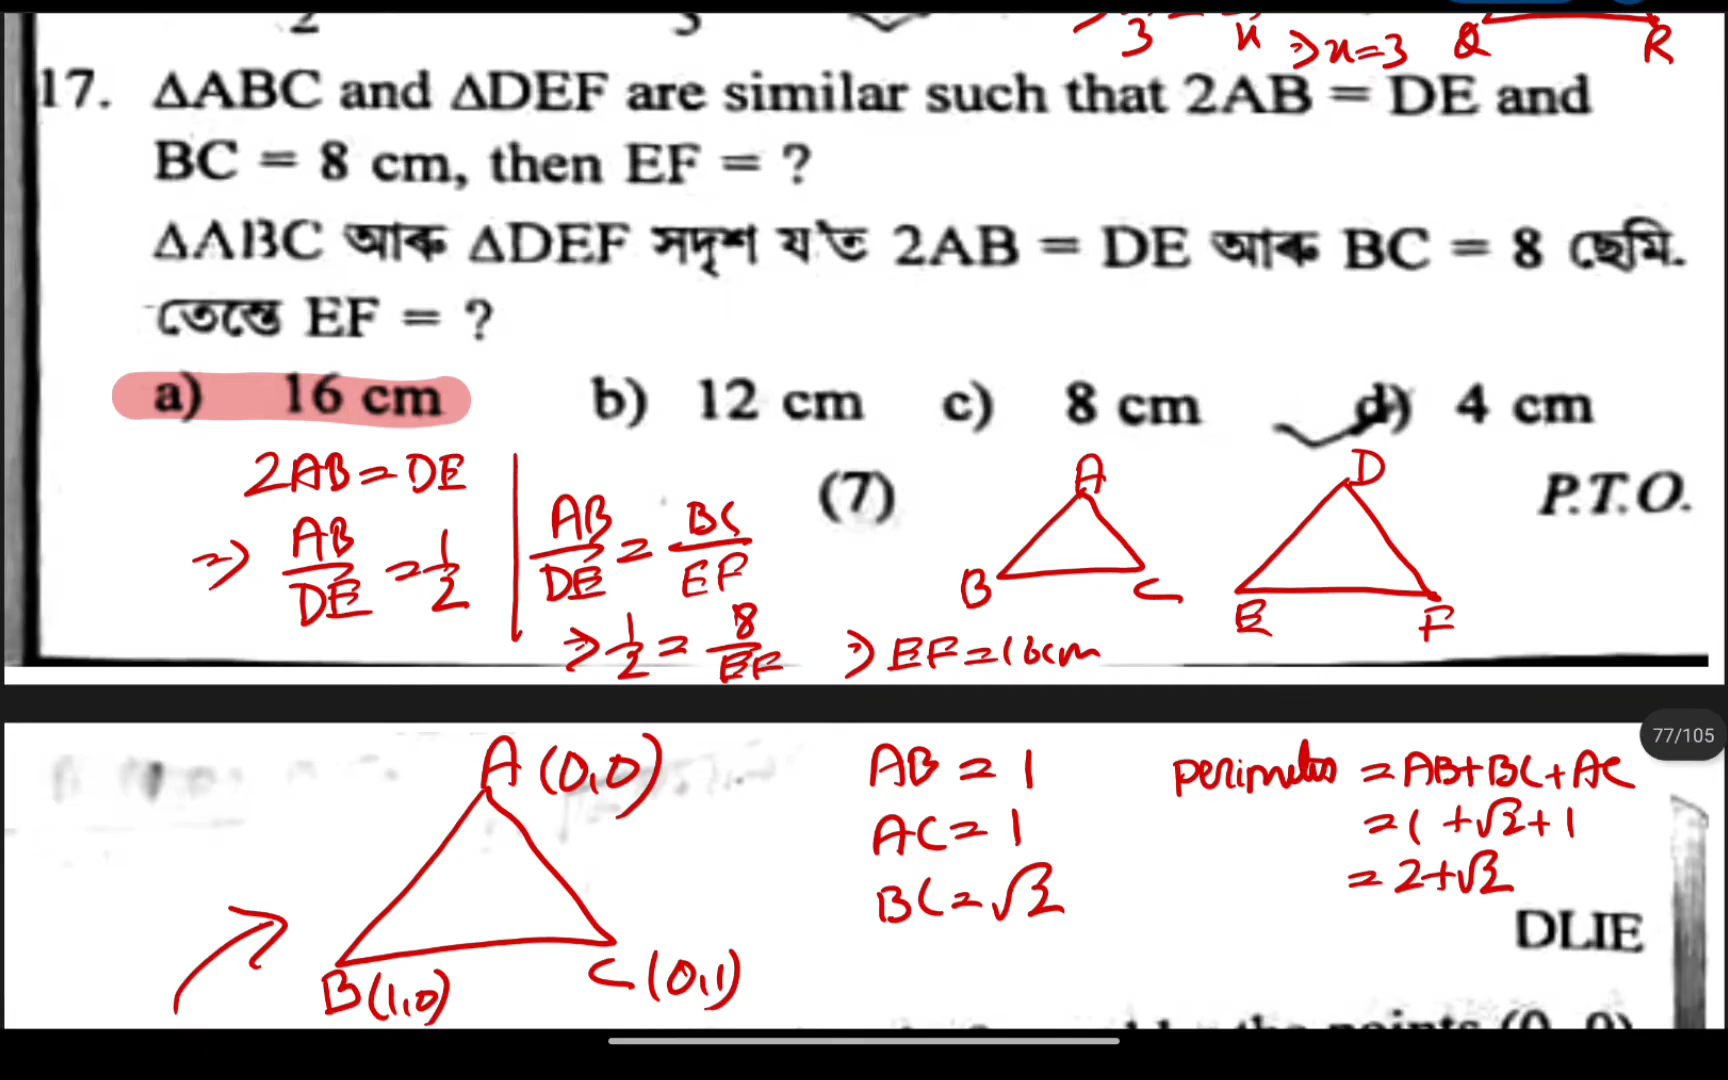 3 x ⇒ x=3 Q R
17. ΔABC and ΔDEF are similar such that 2AB = DE and
BC = 8 cm, then EF = ?
ΔABC আৰু ΔDEF সদৃশ য'ত 2AB = DE আৰু BC = 8 ছেমি.
তেন্তে EF = ?
a) 16 cm b) 12 cm c) 8 cm d) 4 cm
2AB = DE
⇒ AB/DE = 1/2
AB/DE = BC/EF
⇒ 1/2 = 8/EF ⇒ EF = 16cm
(7)
A B C
D E F
P.T.O.
77/105
A (0,0)
B(1,0)
C (0,1)
AB = 1
AC = 1
BC = √2
perimeter = AB+BC+AC
= 1+√2+1
= 2+√2
DLIE